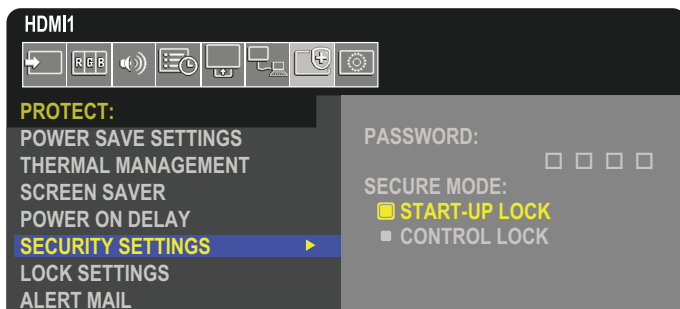 HDMI1
R G B
PROTECT:
POWER SAVE SETTINGS
THERMAL MANAGEMENT
SCREEN SAVER
POWER ON DELAY
SECURITY SETTINGS
LOCK SETTINGS
ALERT MAIL
PASSWORD:
SECURE MODE:
START-UP LOCK
CONTROL LOCK